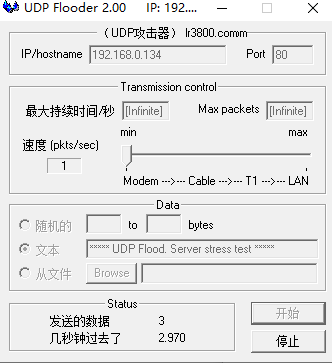 UDP Flooder 2.00 IP: 192....
(UDP攻击器) lr3800.comm
IP/hostname 192.168.0.134 Port 80
Transmission control
最大持续时间/秒 [Infinite] Max packets [Infinite]
min max
速度 (pkts/sec)
1
Modem --->--- Cable --->--- T1 --->--- LAN
Data
随机的 to bytes
文本 ***** UDP Flood. Server stress test *****
从文件 Browse
Status
发送的数据 3
几秒钟过去了 2.970
开始
停止